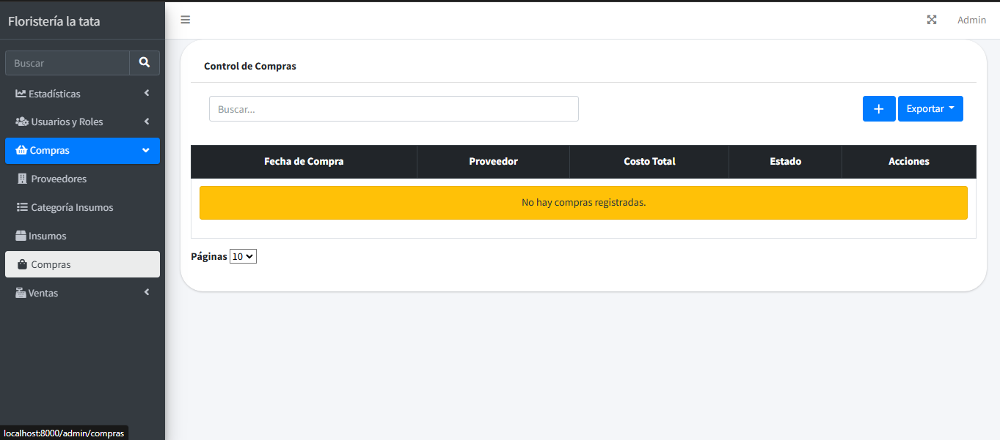 Floristería la tata
Admin
Buscar
Estadísticas
Usuarios y Roles
Compras
Proveedores
Categoría Insumos
Insumos
Compras
Ventas
Control de Compras
Buscar...
+ Exportar
Fecha de Compra Proveedor Costo Total Estado Acciones
No hay compras registradas.
Páginas 10
localhost:8000/admin/compras